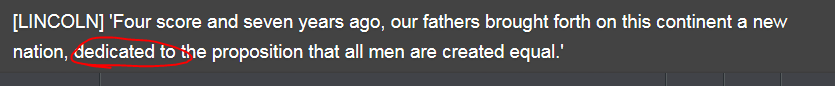 [LINCOLN] 'Four score and seven years ago, our fathers brought forth on this continent a new
nation, dedicated to the proposition that all men are created equal.'